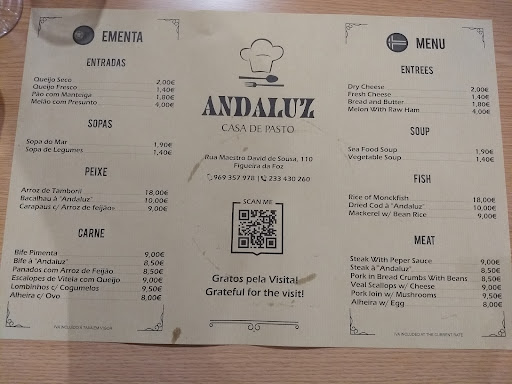 EMENTA
ENTRADAS
Queijo Seco 2,00€
Queijo Fresco 1,40€
Pão com Manteiga 1,80€
Melão com Presunto 4,00€
SOPAS
Sopa do Mar 1,90€
Sopa de Legumes 1,40€
PEIXE
Arroz de Tamboril 18,00€
Bacalhau à "Andaluz" 10,00€
Carapaus c/ Arroz de feijão 9,00€
CARNE
Bife Pimenta 9,00€
Bife à "Andaluz" 8,50€
Panados com Arroz de Feijão 8,50€
Escalopes de Vitela com Queijo 9,00€
Lombinhos c/ Cogumelos 9,50€
Alheira c/ Ovo 8,00€
ANDALUZ
CASA DE PASTO
Rua Maestro David de Sousa, 110
Figueira da Foz
969 357 978 | 233 430 260
SCAN ME
Gratos pela Visita!
Grateful for the visit!
MENU
ENTREES
Dry Cheese 2,00€
Fresh Cheese 1,40€
Bread and Butter 1,80€
Melon With Raw Ham 4,00€
SOUP
Sea Food Soup 1,90€
Vegetable Soup 1,40€
FISH
Rice of Monckfish 18,00€
Dried Cod à "Andaluz" 10,00€
Mackerel w/ Bean Rice 9,00€
MEAT
Steak With Peper Sauce 9,00€
Steak à "Andaluz" 8,50€
Pork in Bread Crumbs With Beans 8,50€
Veal Scallops w/ Cheese 9,00€
Pork loin w/ Mushrooms 9,50€
Alheira w/ Egg 8,00€
IVA INCLUDED AT THE CURRENT RATE